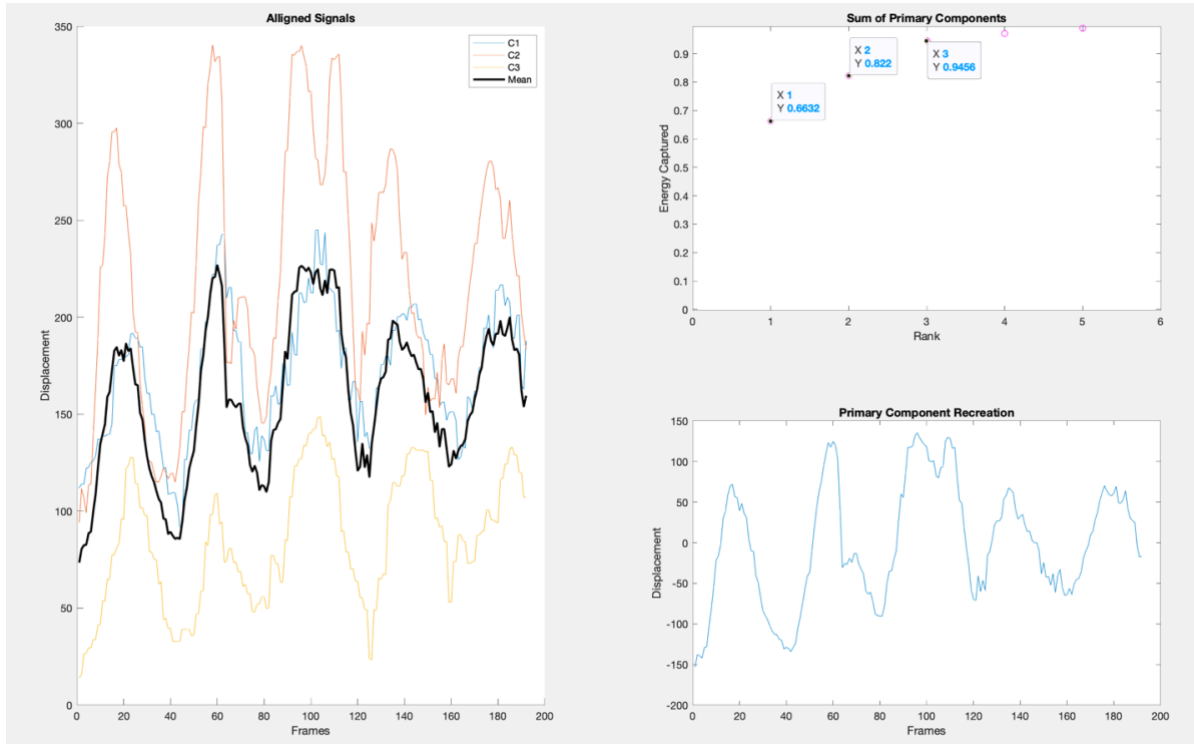 Alligned Signals
350
300
250
200
150
100
50
0
0 20 40 60 80 100 120 140 160 180 200
Displacement
Frames
C1
C2
C3
Mean
Sum of Primary Components
0.9
0.8
0.7
0.6
0.5
0.4
0.3
0.2
0.1
0
0 1 2 3 4 5 6
Energy Captured
Rank
X 1
Y 0.6632
X 2
Y 0.822
X 3
Y 0.9456
Primary Component Recreation
150
100
50
0
-50
-100
-150
-200
0 20 40 60 80 100 120 140 160 180 200
Displacement
Frames